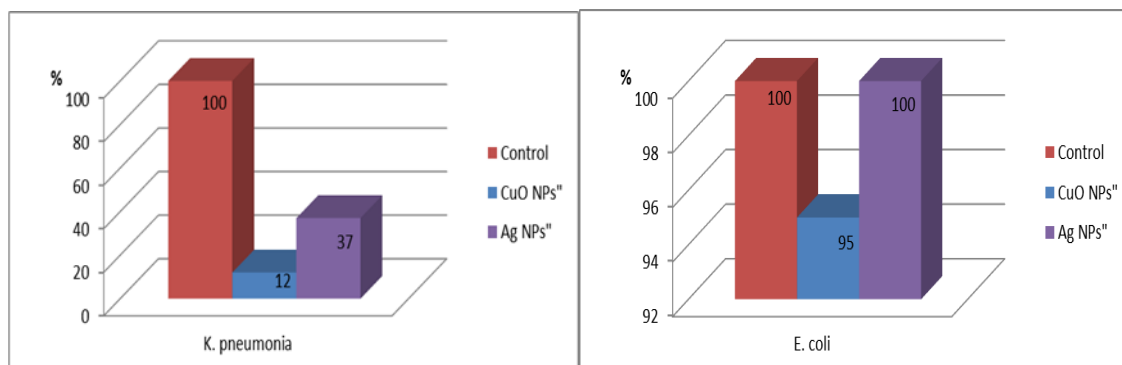 %
100
80
60
40
20
0
100
12
37
K. pneumonia
Control
CuO NPs"
Ag NPs"
%
100
98
96
94
92
100
95
100
E. coli
Control
CuO NPs"
Ag NPs"